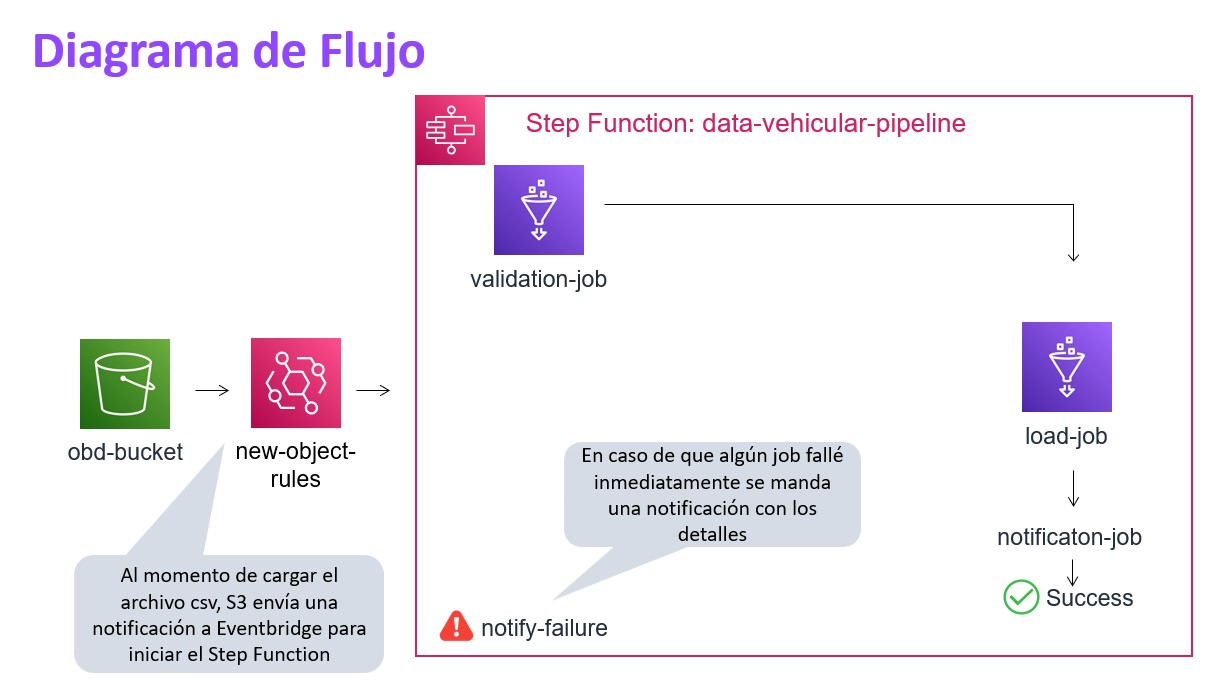 Diagrama de Flujo
Step Function: data-vehicular-pipeline
validation-job
obd-bucket
new-object-
rules
load-job
En caso de que algún job fallé
inmediatamente se manda
una notificación con los
detalles
notificaton-job
Success
Al momento de cargar el
archivo csv, S3 envía una
notificación a Eventbridge para
iniciar el Step Function
notify-failure